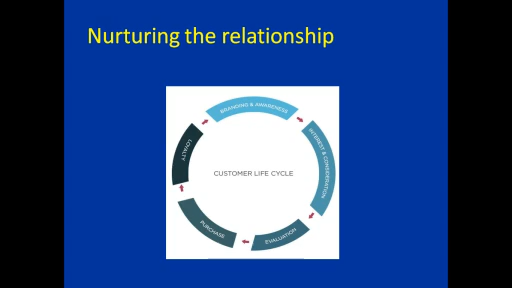 Nurturing the relationship
BRANDING & AWARENESS
INTEREST & CONSIDERATION
EVALUATION
PURCHASE
LOYALTY
CUSTOMER LIFE CYCLE